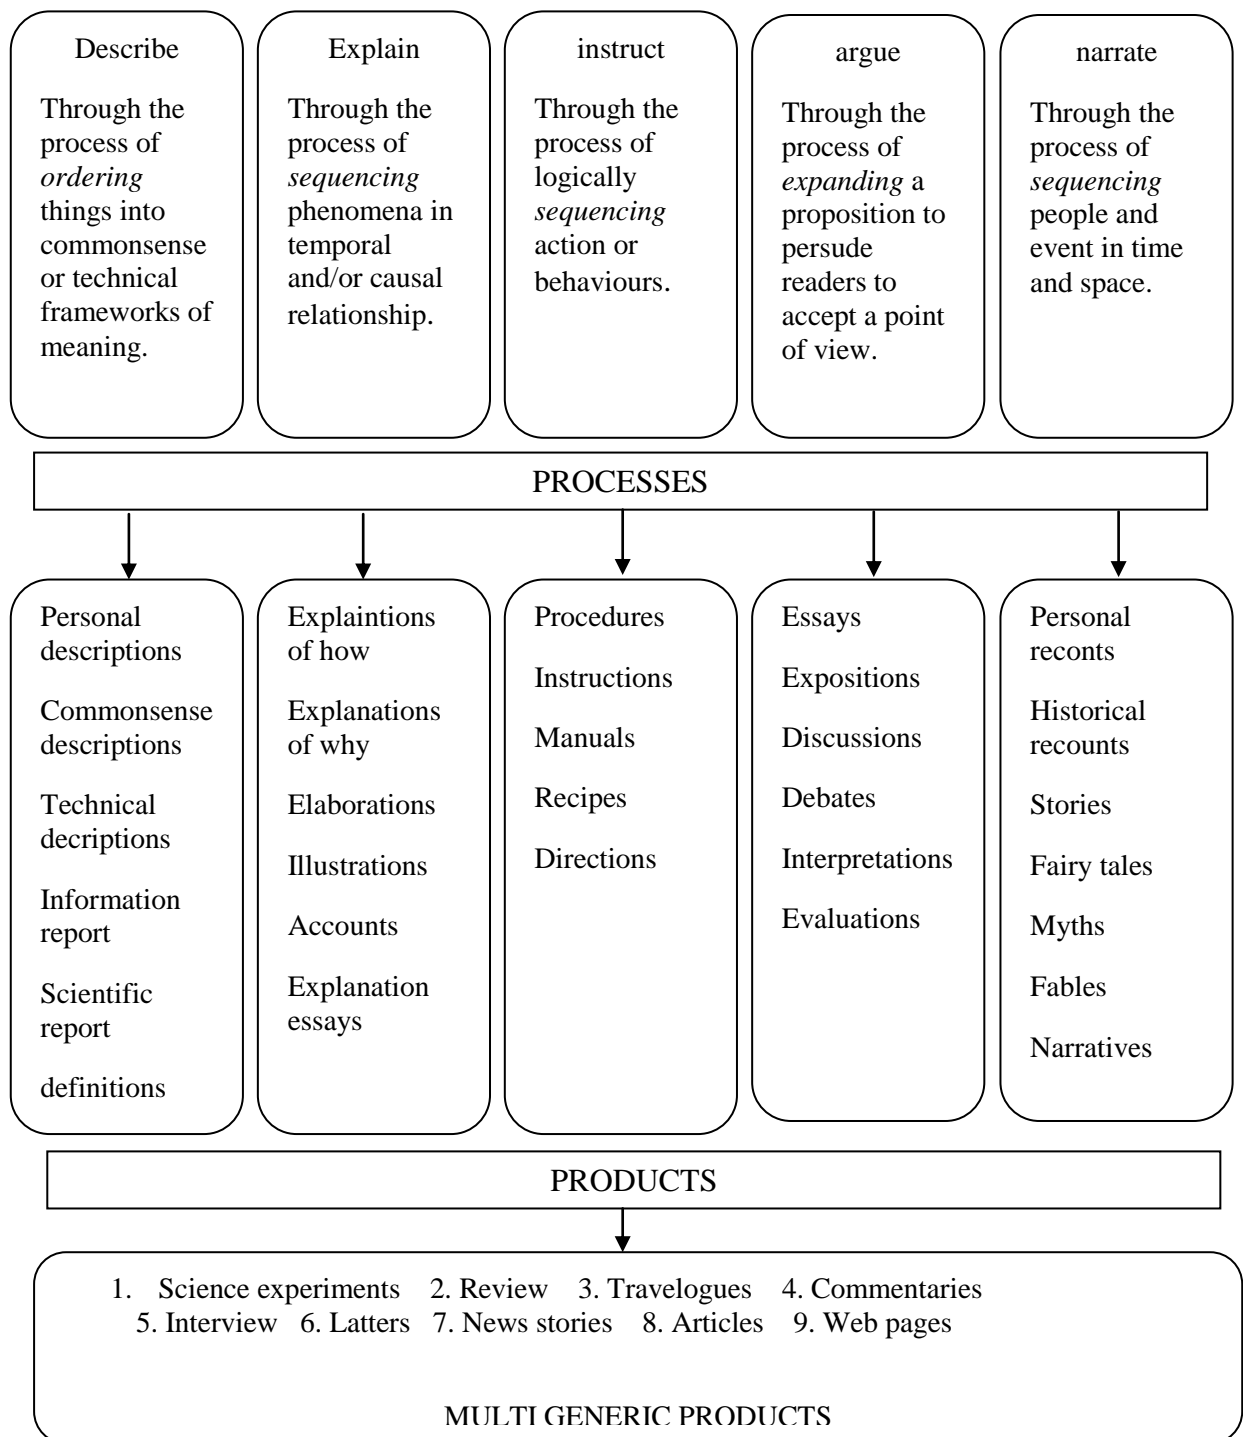 Describe
Through the
process of
ordering
things into
commonsense
or technical
frameworks of
meaning.
Explain
Through the
process of
sequencing
phenomena in
temporal
and/or causal
relationship.
instruct
Through the
process of
logically
sequencing
action or
behaviours.
argue
Through the
process of
expanding a
proposition to
persude
readers to
accept a point
of view.
narrate
Through the
process of
sequencing
people and
event in time
and space.
PROCESSES
Personal
descriptions
Commonsense
descriptions
Technical
decriptions
Information
report
Scientific
report
definitions
Explaintions
of how
Explanations
of why
Elaborations
Illustrations
Accounts
Explanation
essays
Procedures
Instructions
Manuals
Recipes
Directions
Essays
Expositions
Discussions
Debates
Interpretations
Evaluations
Personal
reconts
Historical
recounts
Stories
Fairy tales
Myths
Fables
Narratives
PRODUCTS
1. Science experiments 2. Review 3. Travelogues 4. Commentaries
5. Interview 6. Latters 7. News stories 8. Articles 9. Web pages
MULTI GENERIC PRODUCTS